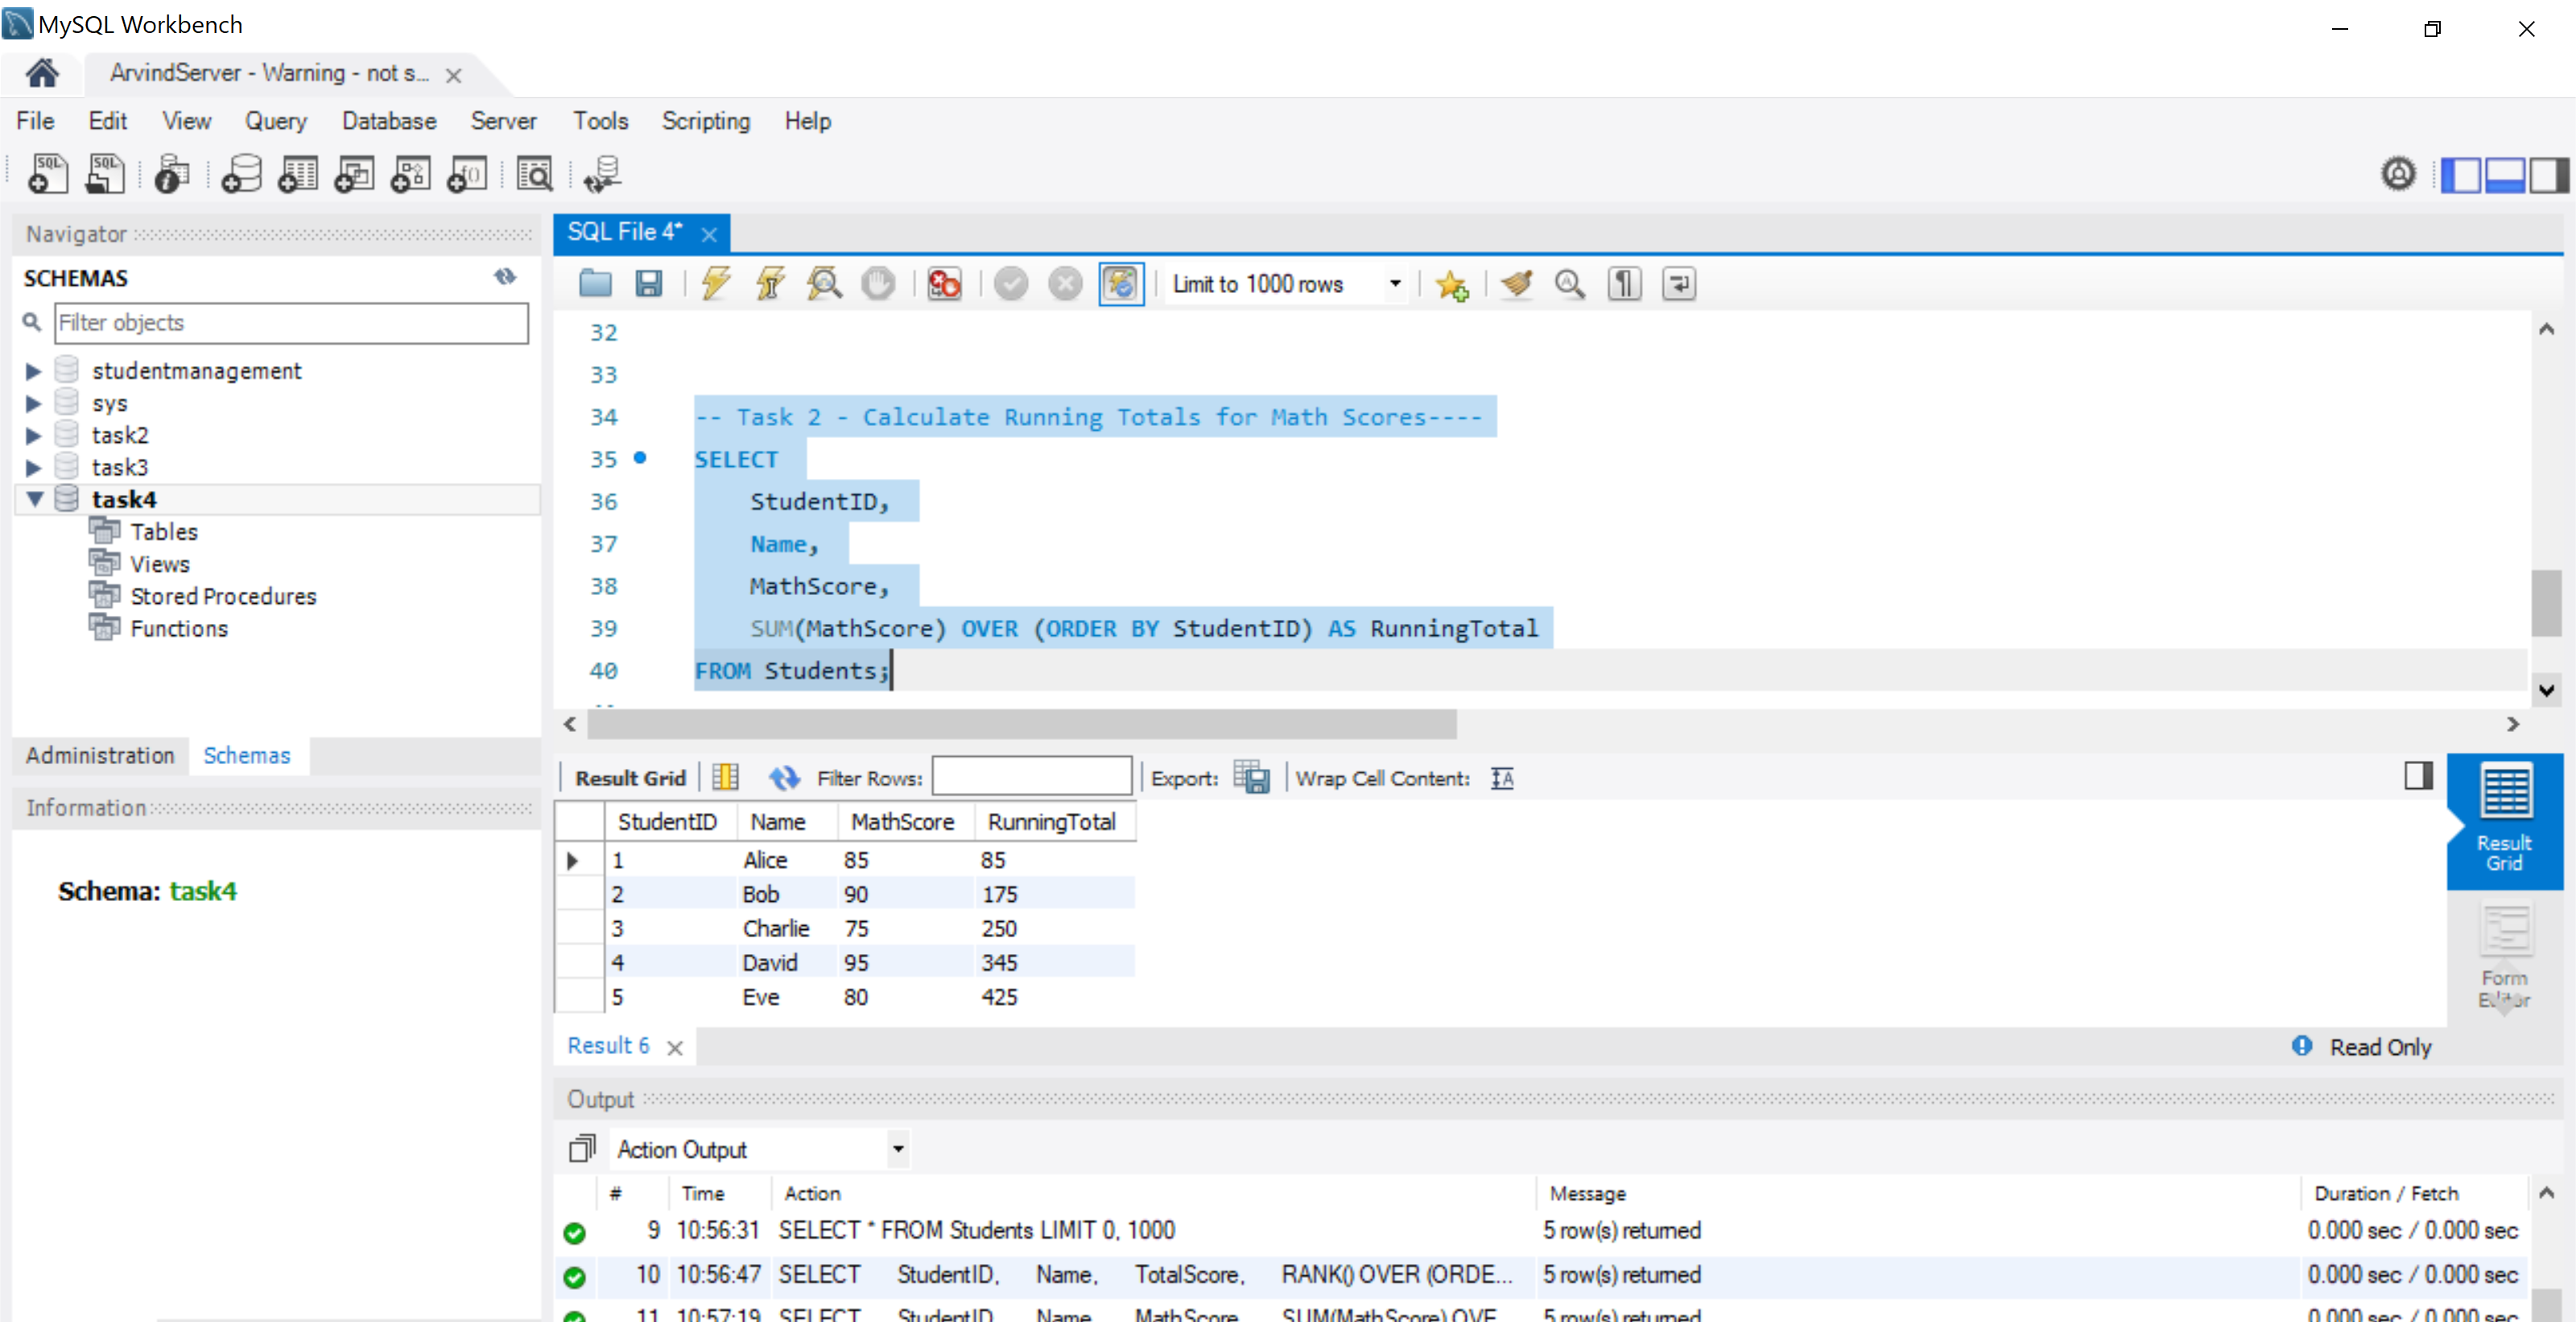 MySQL Workbench
ArvindServer - Warning - not s...
File Edit View Query Database Server Tools Scripting Help
Navigator
SCHEMAS
Filter objects
studentmanagement
sys
task2
task3
task4
Tables
Views
Stored Procedures
Functions
Administration Schemas
Information
Schema: task4
SQL File 4*
Limit to 1000 rows
32
33
34 -- Task 2 - Calculate Running Totals for Math Scores----
35 SELECT
36 StudentID,
37 Name,
38 MathScore,
39 SUM(MathScore) OVER (ORDER BY StudentID) AS RunningTotal
40 FROM Students;
Result Grid Filter Rows: Export: Wrap Cell Content:
StudentID Name MathScore RunningTotal
1 Alice 85 85
2 Bob 90 175
3 Charlie 75 250
4 David 95 345
5 Eve 80 425
Result Grid
Form Editor
Result 6
Read Only
Output
Action Output
# Time Action Message Duration / Fetch
9 10:56:31 SELECT * FROM Students LIMIT 0, 1000 5 row(s) returned 0.000 sec / 0.000 sec
10 10:56:47 SELECT StudentID, Name, TotalScore, RANK() OVER (ORDE... 5 row(s) returned 0.000 sec / 0.000 sec
11 10:57:19 SELECT StudentID, Name, MathScore, SUM(MathScore) OVE... 5 row(s) returned 0.000 sec / 0.000 sec